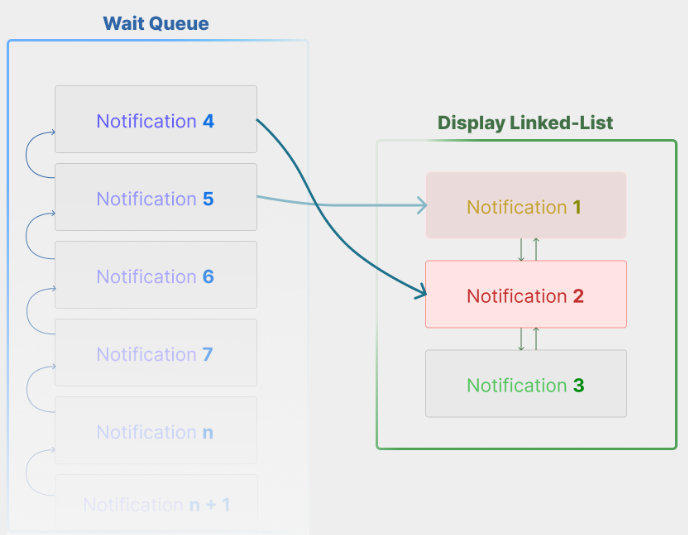 Wait Queue
Notification 4
Notification 5
Notification 6
Notification 7
Notification n
Notification n + 1
Display Linked-List
Notification 1
Notification 2
Notification 3